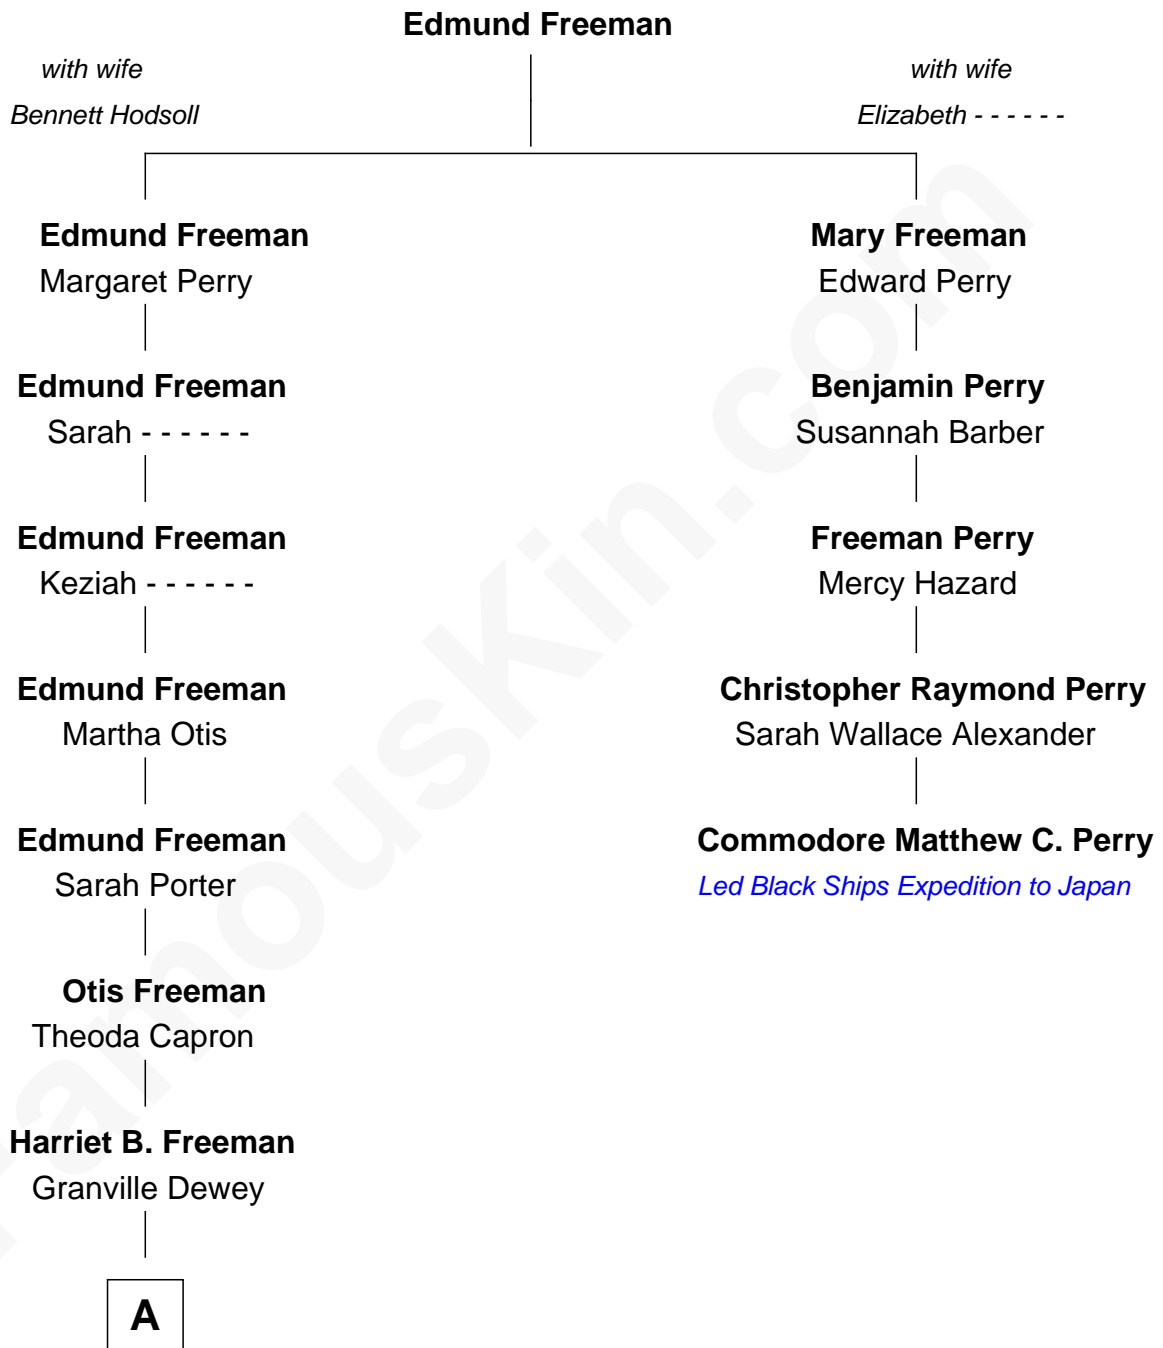 Edmund Freeman
with wife
Bennett Hodsoll
with wife
Elizabeth - - - - - -
Edmund Freeman
Margaret Perry
Mary Freeman
Edward Perry
Edmund Freeman
Sarah - - - - - -
Benjamin Perry
Susannah Barber
Edmund Freeman
Keziah - - - - - -
Freeman Perry
Mercy Hazard
Edmund Freeman
Martha Otis
Christopher Raymond Perry
Sarah Wallace Alexander
Edmund Freeman
Sarah Porter
Commodore Matthew C. Perry
Led Black Ships Expedition to Japan
Otis Freeman
Theoda Capron
Harriet B. Freeman
Granville Dewey
A
FamousKin.com